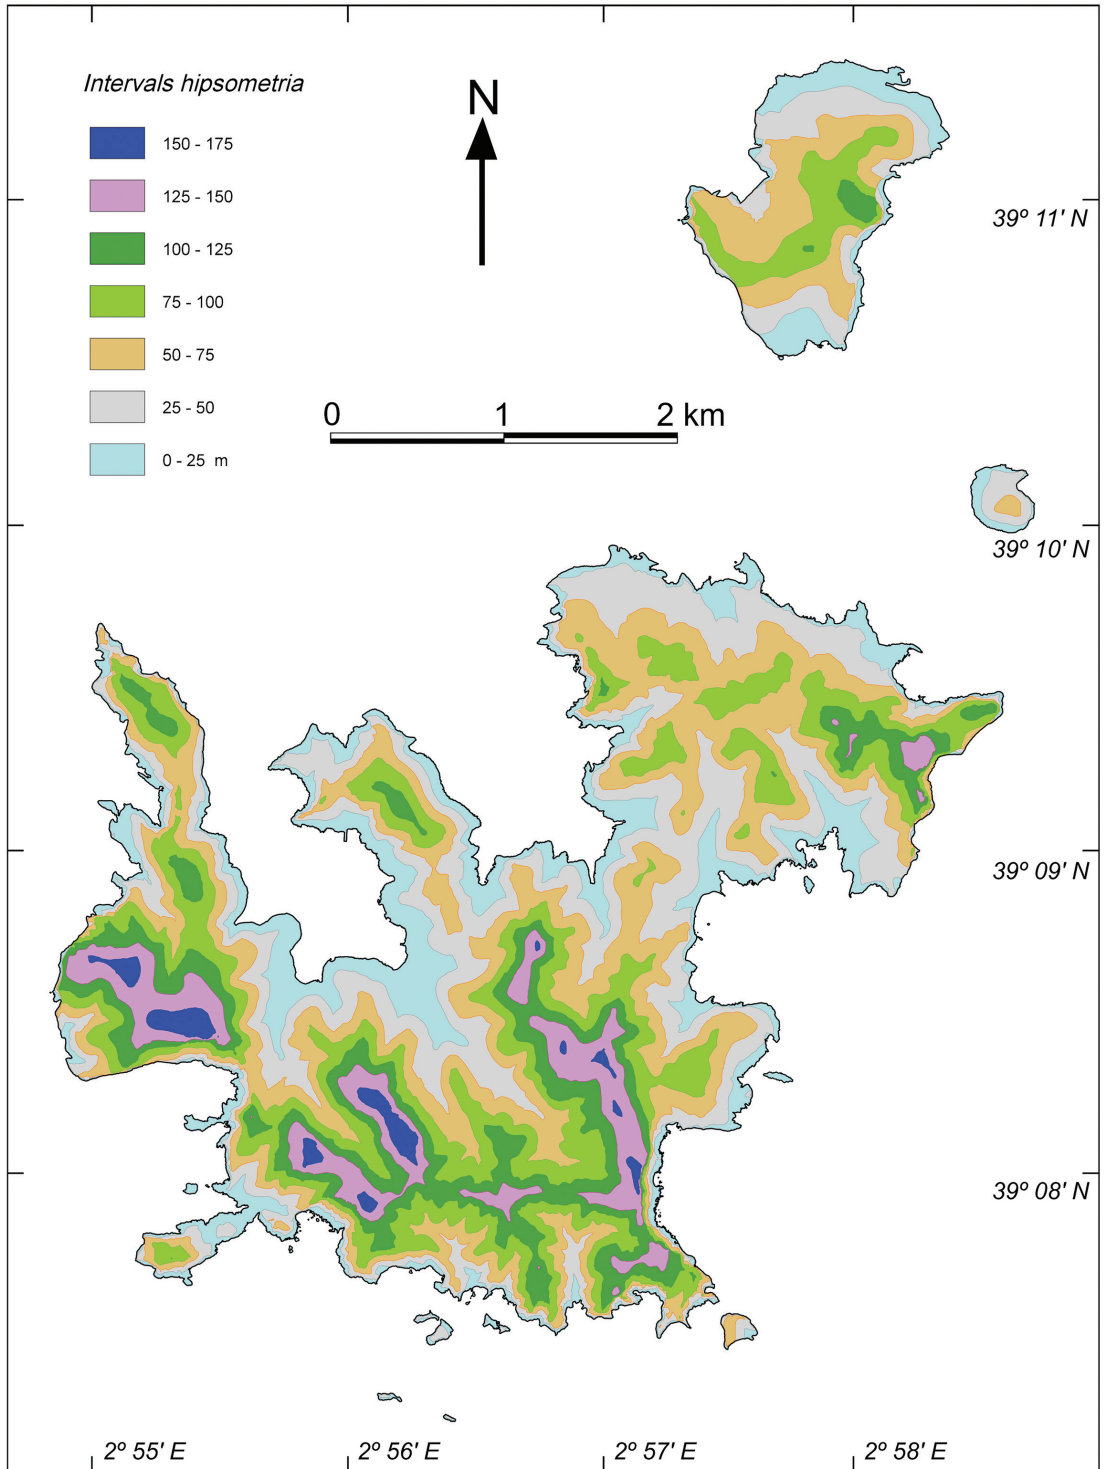 Intervals hipsometria
150 - 175
125 - 150
100 - 125
75 - 100
50 - 75
25 - 50
0 - 25 m
N
0 1 2 km
39º 11' N
39º 10' N
39º 09' N
39º 08' N
2º 55' E 2º 56' E 2º 57' E 2º 58' E